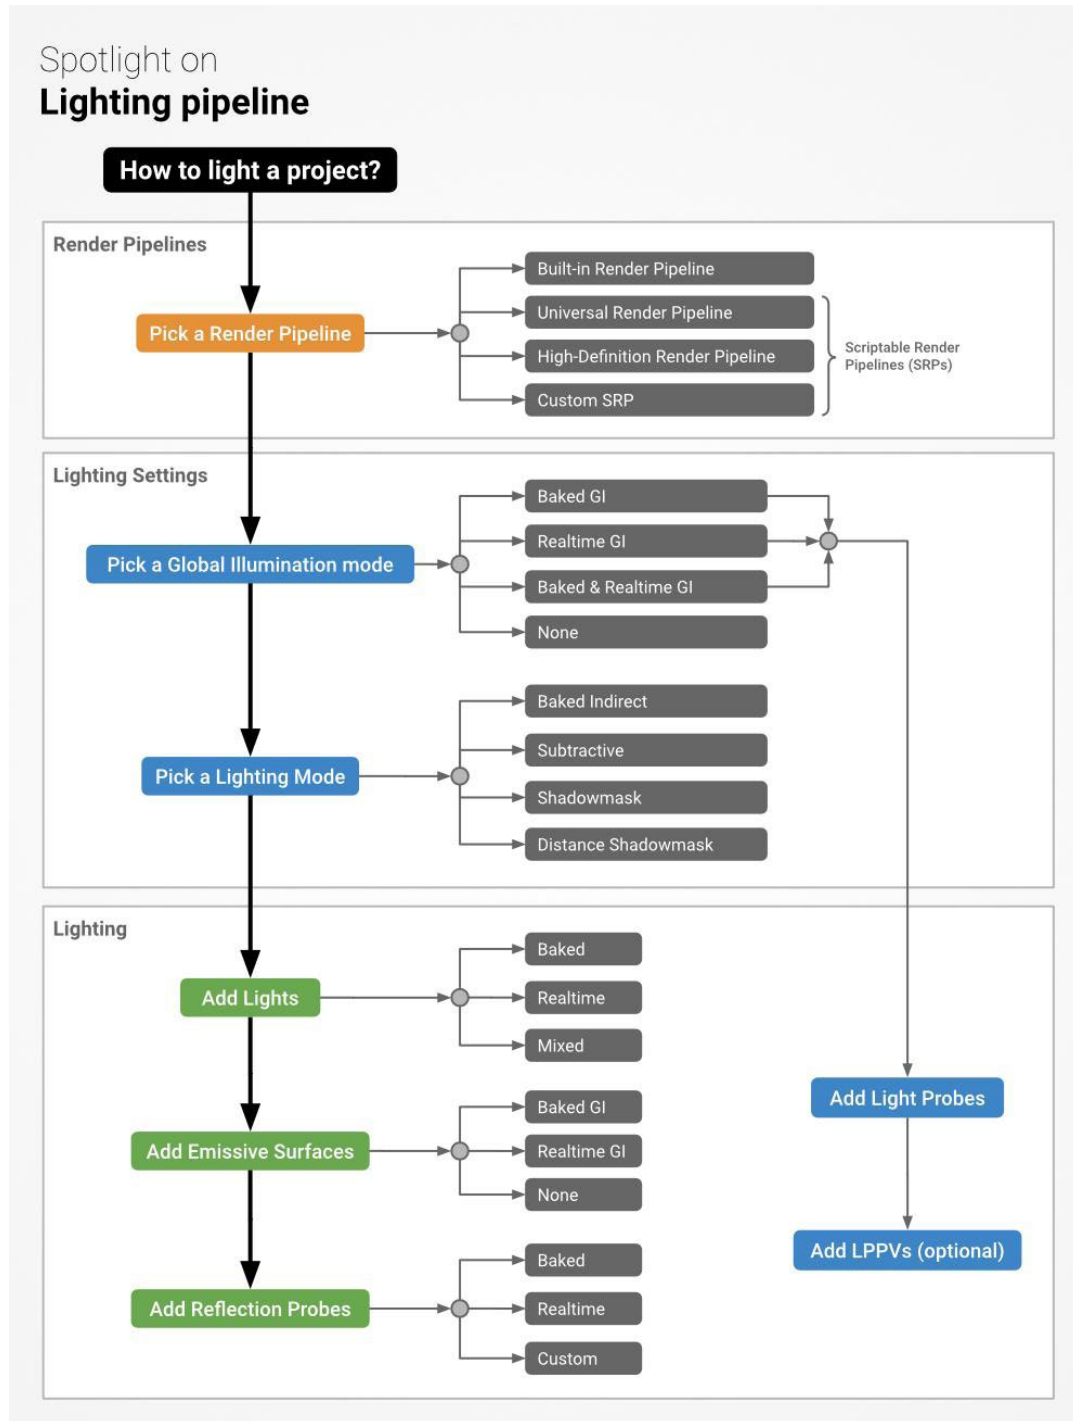 Spotlight on
Lighting pipeline
How to light a project?
Render Pipelines
Pick a Render Pipeline
Built-in Render Pipeline
Universal Render Pipeline
High-Definition Render Pipeline
Custom SRP
Scriptable Render
Pipelines (SRPs)
Lighting Settings
Pick a Global Illumination mode
Baked GI
Realtime GI
Baked & Realtime GI
None
Pick a Lighting Mode
Baked Indirect
Subtractive
Shadowmask
Distance Shadowmask
Lighting
Add Lights
Baked
Realtime
Mixed
Add Emissive Surfaces
Baked GI
Realtime GI
None
Add Reflection Probes
Baked
Realtime
Custom
Add Light Probes
Add LPPVs (optional)